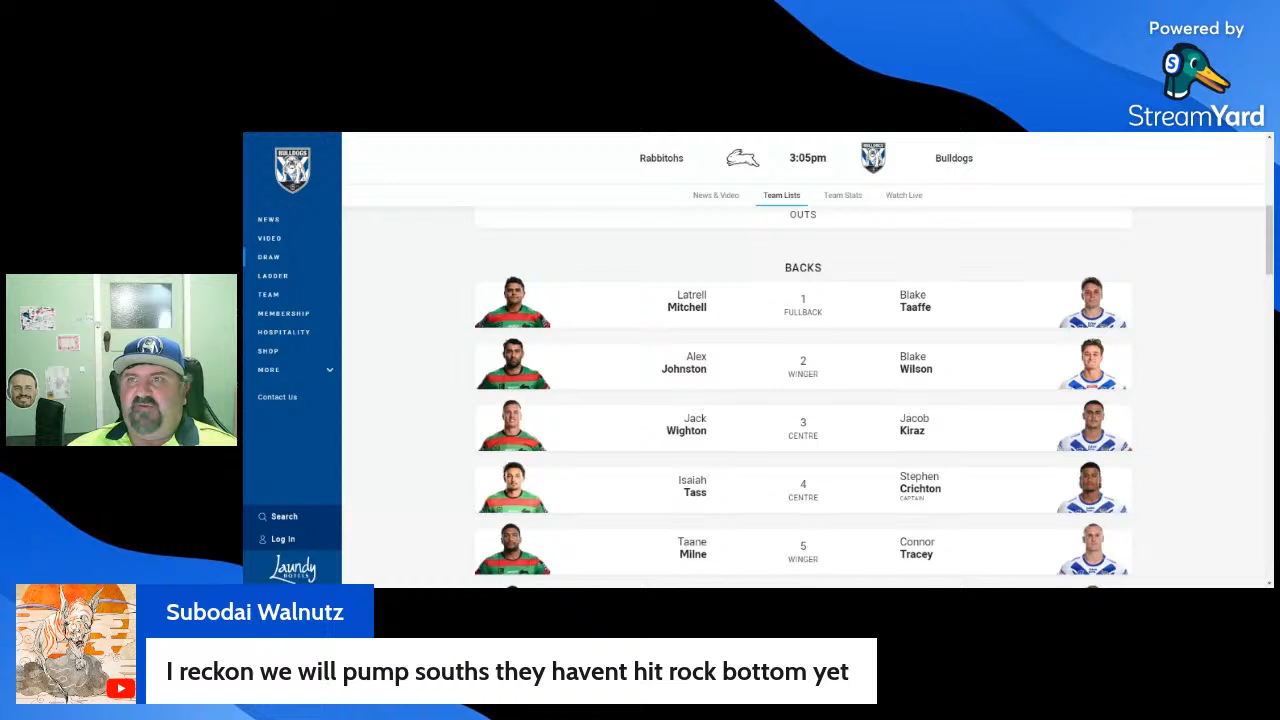 Powered by
StreamYard
BULLDOGS
Rabbitohs
3:05pm
Bulldogs
News & Video
Team Lists
Team Stats
Watch Live
NEWS
VIDEO
DRAW
LADDER
TEAM
MEMBERSHIP
HOSPITALITY
SHOP
MORE
Contact Us
Search
Log In
Laundy
HOTELS
OUTS
BACKS
Latrell
Mitchell
1
FULLBACK
Blake
Taaffe
Alex
Johnston
2
WINGER
Blake
Wilson
Jack
Wighton
3
CENTRE
Jacob
Kiraz
Isaiah
Tass
4
CENTRE
Stephen
Crichton
CAPTAIN
Taane
Milne
5
WINGER
Connor
Tracey
Subodai Walnutz
I reckon we will pump souths they havent hit rock bottom yet